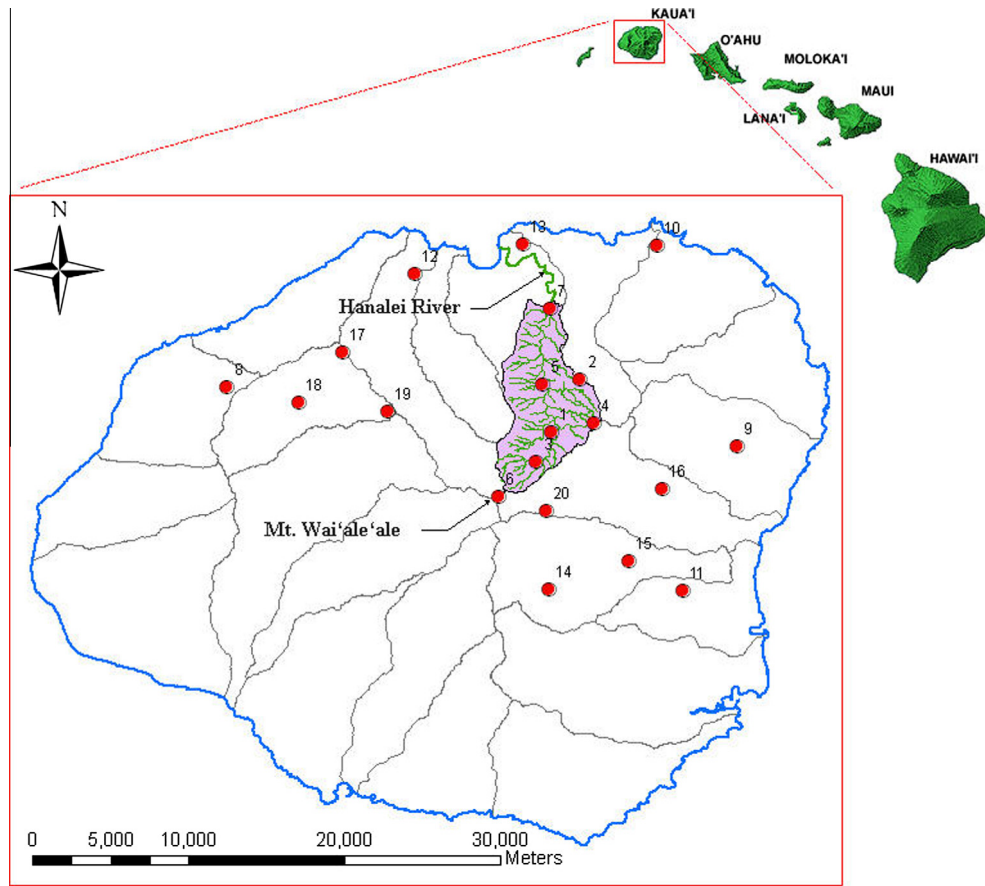 KAUA'I
O'AHU
MOLOKA'I
MAUI
LANA'I
HAWAI'I
N
13
10
12
Hanalei River
7
17
8
5
2
18
19
1
4
3
9
6
16
20
Mt. Wai‘ale‘ale
15
14
11
0 5,000 10,000 20,000 30,000
Meters